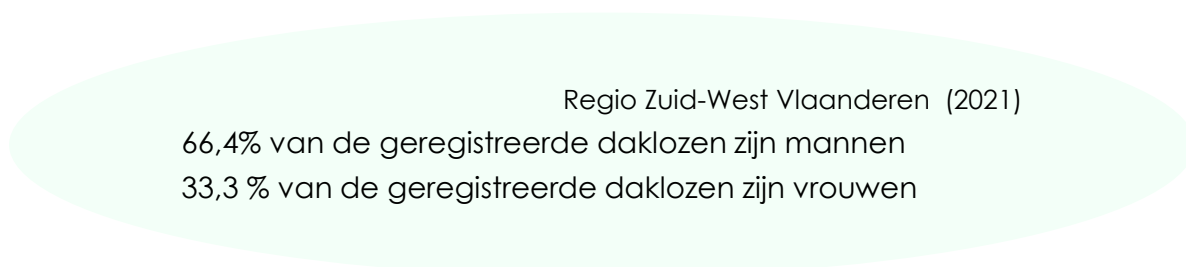 Regio Zuid-West Vlaanderen (2021)
66,4% van de geregistreerde daklozen zijn mannen
33,3 % van de geregistreerde daklozen zijn vrouwen